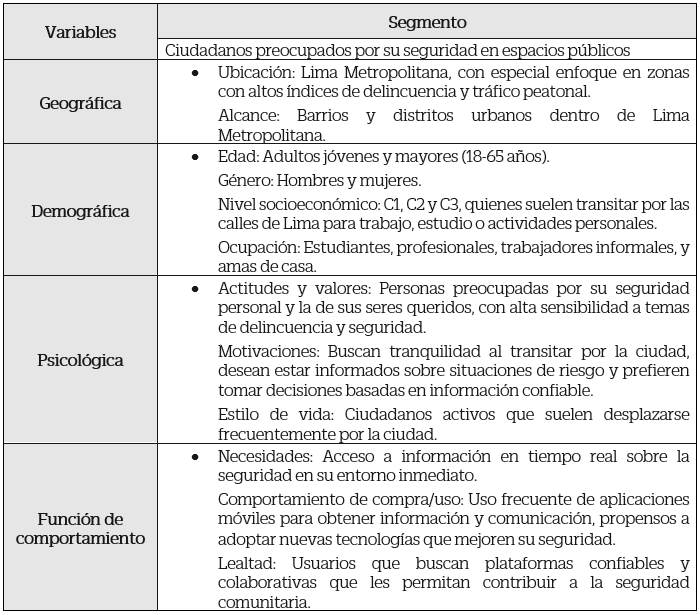 Variables
Segmento
Ciudadanos preocupados por su seguridad en espacios públicos
Geográfica
• Ubicación: Lima Metropolitana, con especial enfoque en zonas
con altos índices de delincuencia y tráfico peatonal.
Alcance: Barrios y distritos urbanos dentro de Lima
Metropolitana.
Demográfica
• Edad: Adultos jóvenes y mayores (18-65 años).
Género: Hombres y mujeres.
Nivel socioeconómico: C1, C2 y C3, quienes suelen transitar por las
calles de Lima para trabajo, estudio o actividades personales.
Ocupación: Estudiantes, profesionales, trabajadores informales, y
amas de casa.
Psicológica
• Actitudes y valores: Personas preocupadas por su seguridad
personal y la de sus seres queridos, con alta sensibilidad a temas
de delincuencia y seguridad.
Motivaciones: Buscan tranquilidad al transitar por la ciudad,
desean estar informados sobre situaciones de riesgo y prefieren
tomar decisiones basadas en información confiable.
Estilo de vida: Ciudadanos activos que suelen desplazarse
frecuentemente por la ciudad.
Función de
comportamiento
• Necesidades: Acceso a información en tiempo real sobre la
seguridad en su entorno inmediato.
Comportamiento de compra/uso: Uso frecuente de aplicaciones
móviles para obtener información y comunicación, propensos a
adoptar nuevas tecnologías que mejoren su seguridad.
Lealtad: Usuarios que buscan plataformas confiables y
colaborativas que les permitan contribuir a la seguridad
comunitaria.